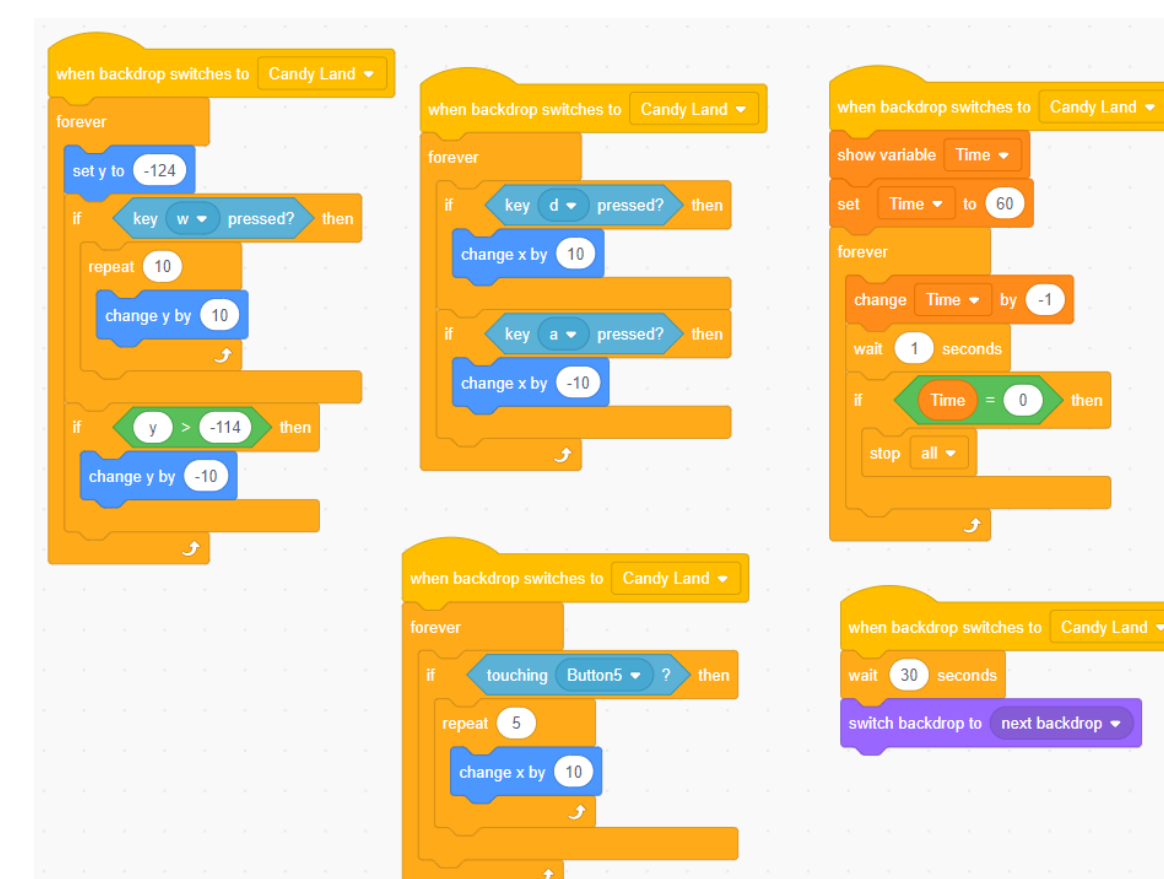 when backdrop switches to Candy Land
forever
set y to -124
if key w pressed? then
repeat 10
change y by 10
if y > -114 then
change y by -10
when backdrop switches to Candy Land
forever
if key d pressed? then
change x by 10
if key a pressed? then
change x by -10
when backdrop switches to Candy Land
show variable Time
set Time to 60
forever
change Time by -1
wait 1 seconds
if Time = 0 then
stop all
when backdrop switches to Candy Land
forever
if touching Button5 ? then
repeat 5
change x by 10
when backdrop switches to Candy Land
wait 30 seconds
switch backdrop to next backdrop